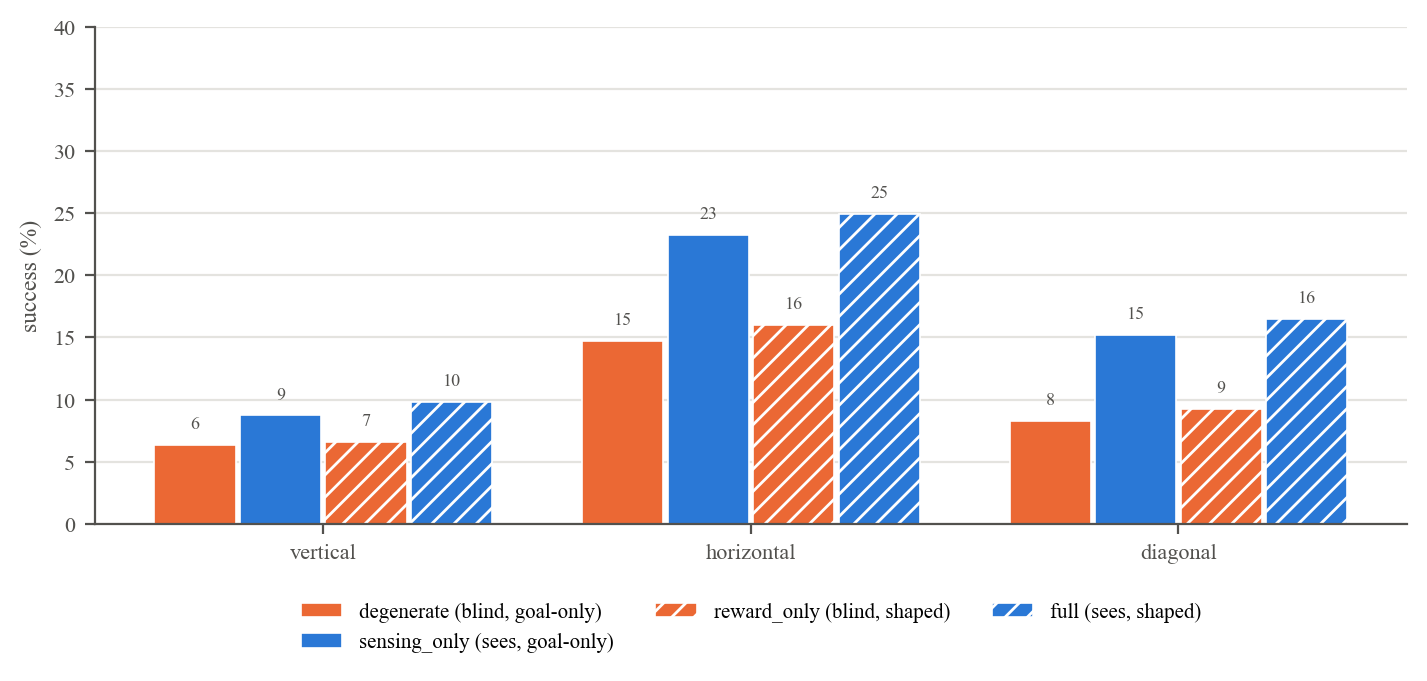 40
35
30
25
20
15
10
5
0
success (%)
6
9
7
10
15
23
16
25
8
15
9
16
vertical
horizontal
diagonal
degenerate (blind, goal-only)
sensing_only (sees, goal-only)
reward_only (blind, shaped)
full (sees, shaped)